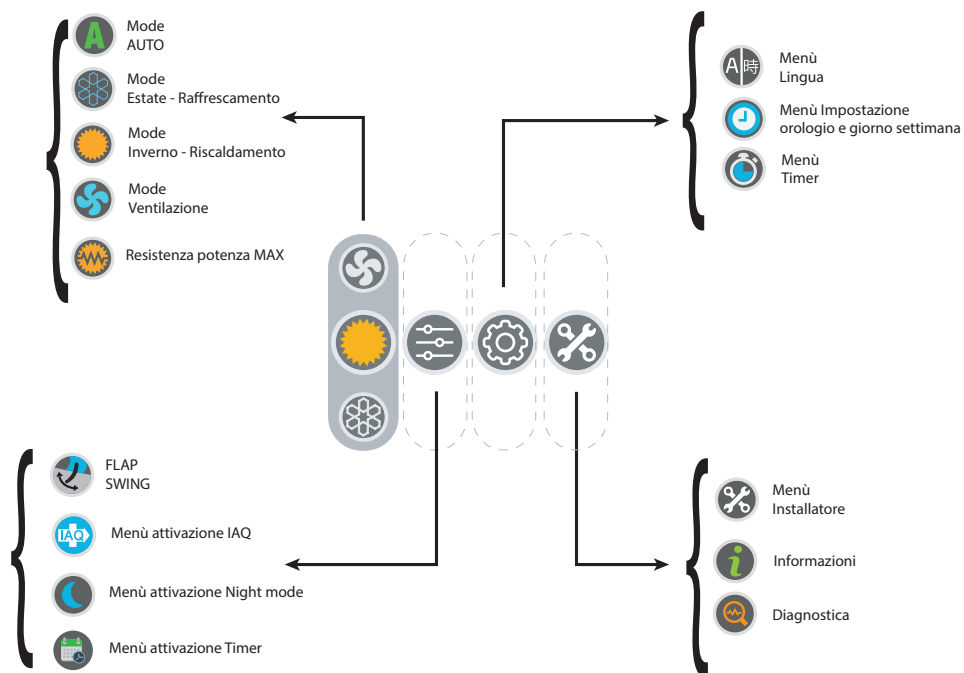 Mode
AUTO
Mode
Estate - Raffrescamento
Mode
Inverno - Riscaldamento
Mode
Ventilazione
Resistenza potenza MAX
A 時
Menù
Lingua
Menù Impostazione
orologio e giorno settimana
Menù
Timer
FLAP
SWING
IAQ
Menù attivazione IAQ
Menù attivazione Night mode
Menù attivazione Timer
Menù
Installatore
i
Informazioni
Diagnostica
A